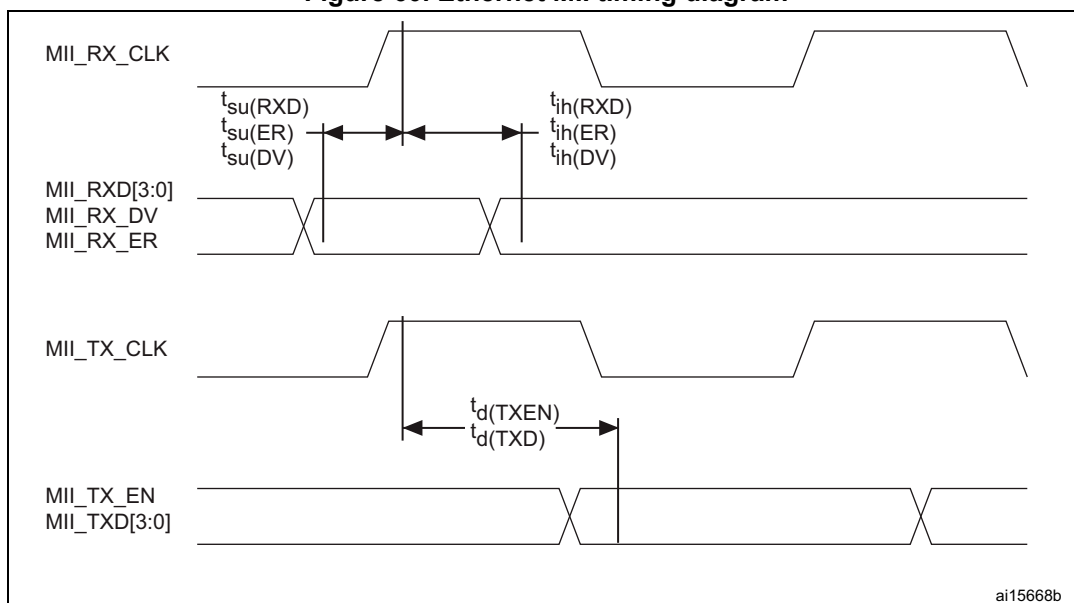 MII_RX_CLK
tsu(RXD)
tsu(ER)
tsu(DV)
tih(RXD)
tih(ER)
tih(DV)
MII_RXD[3:0]
MII_RX_DV
MII_RX_ER
MII_TX_CLK
td(TXEN)
td(TXD)
MII_TX_EN
MII_TXD[3:0]
ai15668b